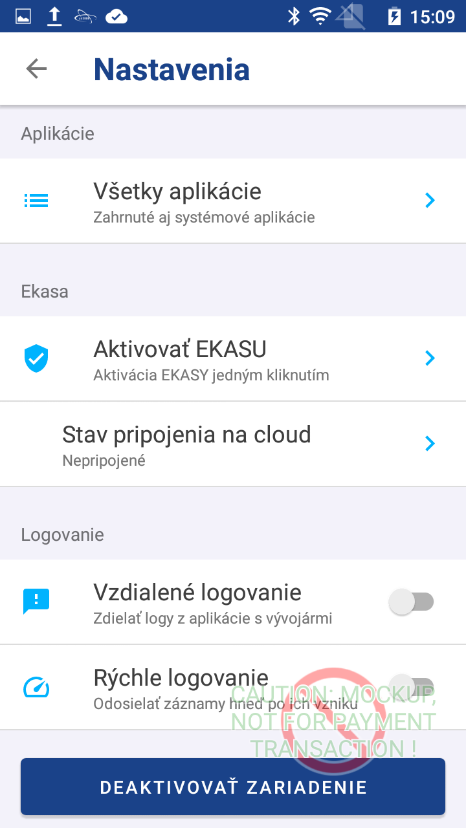 15:09
Nastavenia
Aplikácie
Všetky aplikácie
Zahrnuté aj systémové aplikácie
Ekasa
Aktivovať EKASU
Aktivácia EKASY jedným kliknutím
Stav pripojenia na cloud
Nepripojené
Logovanie
Vzdialené logovanie
Zdielať logy z aplikácie s vývojármi
Rýchle logovanie
Odosielať záznamy hneď po ich vzniku
CAUTION: MOCKUP,
NOT FOR PAYMENT
TRANSACTION !
DEAKTIVOVAŤ ZARIADENIE